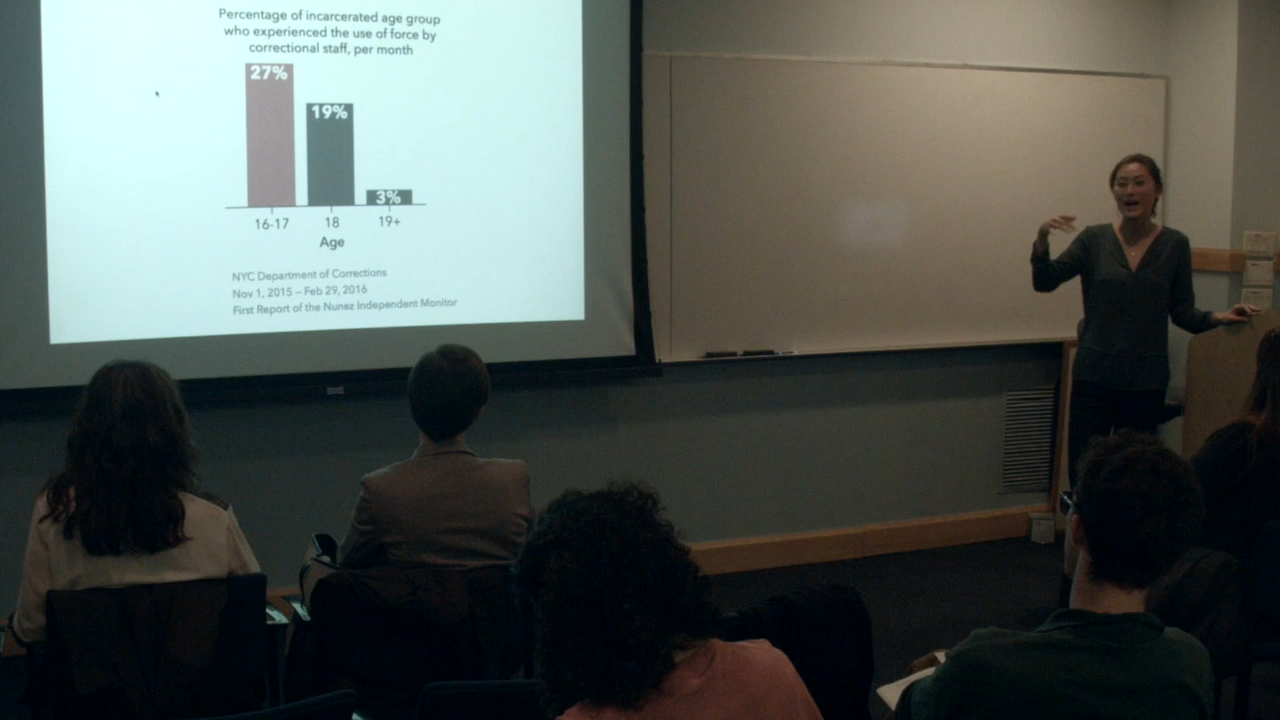 Percentage of incarcerated age group
who experienced the use of force by
correctional staff, per month
27%
19%
3%
16-17 18 19+
Age
NYC Department of Corrections
Nov 1, 2015 – Feb 29, 2016
First Report of the Nunez Independent Monitor